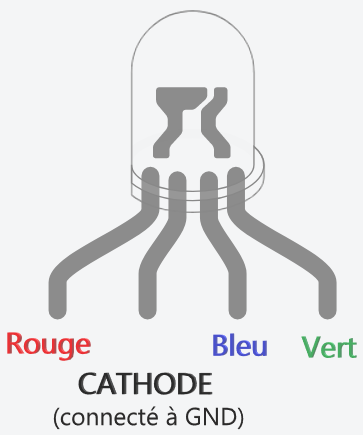 Rouge Bleu Vert
CATHODE
(connecté à GND)